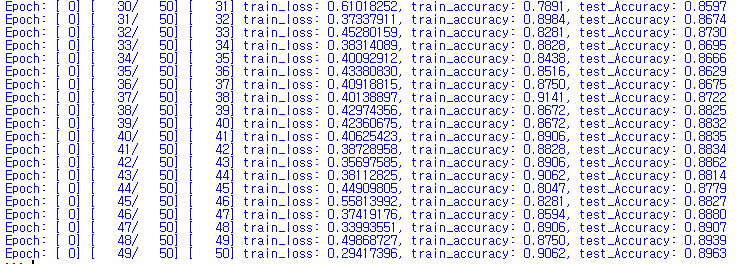 Epoch: [ 0] [   30/   50] [   31] train_loss: 0.61018252, train_accuracy: 0.7891, test_Accuracy: 0.8597
Epoch: [ 0] [   31/   50] [   32] train_loss: 0.37337911, train_accuracy: 0.8984, test_Accuracy: 0.8674
Epoch: [ 0] [   32/   50] [   33] train_loss: 0.45280159, train_accuracy: 0.8281, test_Accuracy: 0.8730
Epoch: [ 0] [   33/   50] [   34] train_loss: 0.38314089, train_accuracy: 0.8828, test_Accuracy: 0.8695
Epoch: [ 0] [   34/   50] [   35] train_loss: 0.40092912, train_accuracy: 0.8438, test_Accuracy: 0.8666
Epoch: [ 0] [   35/   50] [   36] train_loss: 0.43380830, train_accuracy: 0.8516, test_Accuracy: 0.8629
Epoch: [ 0] [   36/   50] [   37] train_loss: 0.40918815, train_accuracy: 0.8750, test_Accuracy: 0.8675
Epoch: [ 0] [   37/   50] [   38] train_loss: 0.40138897, train_accuracy: 0.9141, test_Accuracy: 0.8722
Epoch: [ 0] [   38/   50] [   39] train_loss: 0.42974356, train_accuracy: 0.8672, test_Accuracy: 0.8825
Epoch: [ 0] [   39/   50] [   40] train_loss: 0.42360675, train_accuracy: 0.8672, test_Accuracy: 0.8832
Epoch: [ 0] [   40/   50] [   41] train_loss: 0.40625423, train_accuracy: 0.8906, test_Accuracy: 0.8835
Epoch: [ 0] [   41/   50] [   42] train_loss: 0.38728958, train_accuracy: 0.8828, test_Accuracy: 0.8834
Epoch: [ 0] [   42/   50] [   43] train_loss: 0.35697585, train_accuracy: 0.8906, test_Accuracy: 0.8862
Epoch: [ 0] [   43/   50] [   44] train_loss: 0.38112825, train_accuracy: 0.9062, test_Accuracy: 0.8814
Epoch: [ 0] [   44/   50] [   45] train_loss: 0.44909805, train_accuracy: 0.8047, test_Accuracy: 0.8779
Epoch: [ 0] [   45/   50] [   46] train_loss: 0.55813992, train_accuracy: 0.8281, test_Accuracy: 0.8827
Epoch: [ 0] [   46/   50] [   47] train_loss: 0.37419176, train_accuracy: 0.8594, test_Accuracy: 0.8880
Epoch: [ 0] [   47/   50] [   48] train_loss: 0.33993551, train_accuracy: 0.8906, test_Accuracy: 0.8907
Epoch: [ 0] [   48/   50] [   49] train_loss: 0.49868727, train_accuracy: 0.8750, test_Accuracy: 0.8939
Epoch: [ 0] [   49/   50] [   50] train_loss: 0.29417396, train_accuracy: 0.9062, test_Accuracy: 0.8963